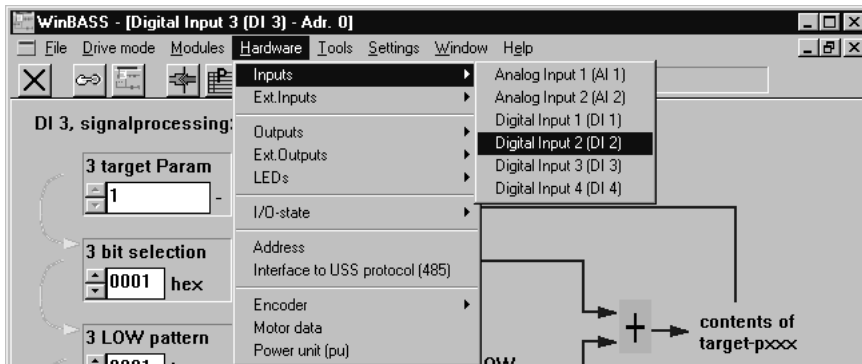 WinBASS - [Digital Input 3 (DI 3) - Adr. 0]
File Drive mode Modules Hardware Tools Settings Window Help
DI 3, signalprocessing:
3 target Param
1 -
3 bit selection
0001 hex
3 LOW pattern
0001
Inputs
Ext.Inputs
Outputs
Ext.Outputs
LEDs
I/O-state
Address
Interface to USS protocol (485)
Encoder
Motor data
Power unit (pu)
Analog Input 1 (AI 1)
Analog Input 2 (AI 2)
Digital Input 1 (DI 1)
Digital Input 2 (DI 2)
Digital Input 3 (DI 3)
Digital Input 4 (DI 4)
+
contents of
target-pxxx